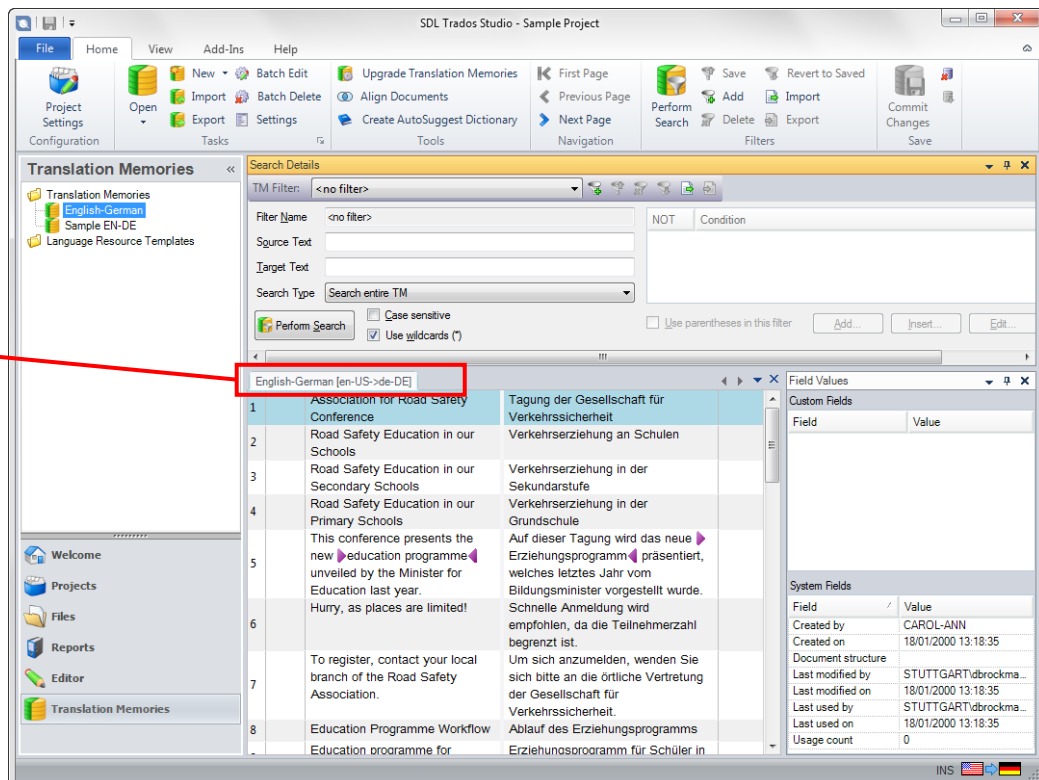 SDL Trados Studio - Sample Project
File Home View Add-Ins Help
Project Settings
Configuration
Open
New
Import
Export
Batch Edit
Batch Delete
Settings
Tasks
Upgrade Translation Memories
Align Documents
Create AutoSuggest Dictionary
Tools
First Page
Previous Page
Next Page
Navigation
Perform Search
Save
Add
Delete
Revert to Saved
Import
Export
Filters
Commit Changes
Save
Translation Memories «
Translation Memories
English-German
Sample EN-DE
Language Resource Templates
Welcome
Projects
Files
Reports
Editor
Translation Memories
Search Details
TM Filter: <no filter>
Filter Name <no filter>
Source Text
Target Text
Search Type Search entire TM
Perform Search
Case sensitive
Use wildcards (*)
NOT Condition
Use parentheses in this filter Add... Insert... Edit...
English-German [en-US->de-DE]
1 Association for Road Safety Conference
Tagung der Gesellschaft für Verkehrssicherheit
2 Road Safety Education in our Schools
Verkehrserziehung an Schulen
3 Road Safety Education in our Secondary Schools
Verkehrserziehung in der Sekundarstufe
4 Road Safety Education in our Primary Schools
Verkehrserziehung in der Grundschule
5 This conference presents the new education programme unveiled by the Minister for Education last year.
Auf dieser Tagung wird das neue Erziehungsprogramm präsentiert, welches letztes Jahr vom Bildungsminister vorgestellt wurde.
6 Hurry, as places are limited!
Schnelle Anmeldung wird empfohlen, da die Teilnehmerzahl begrenzt ist.
7 To register, contact your local branch of the Road Safety Association.
Um sich anzumelden, wenden Sie sich bitte an die örtliche Vertretung der Gesellschaft für Verkehrssicherheit.
8 Education Programme Workflow
Ablauf des Erziehungsprogramms
Education programme for
Erziehungsprogramm für Schüler in
Field Values
Custom Fields
Field Value
System Fields
Field Value
Created by CAROL-ANN
Created on 18/01/2000 13:18:35
Document structure
Last modified by STUTTGART\dbrockma...
Last modified on 18/01/2000 13:18:35
Last used by STUTTGART\dbrockma...
Last used on 18/01/2000 13:18:35
Usage count 0
INS